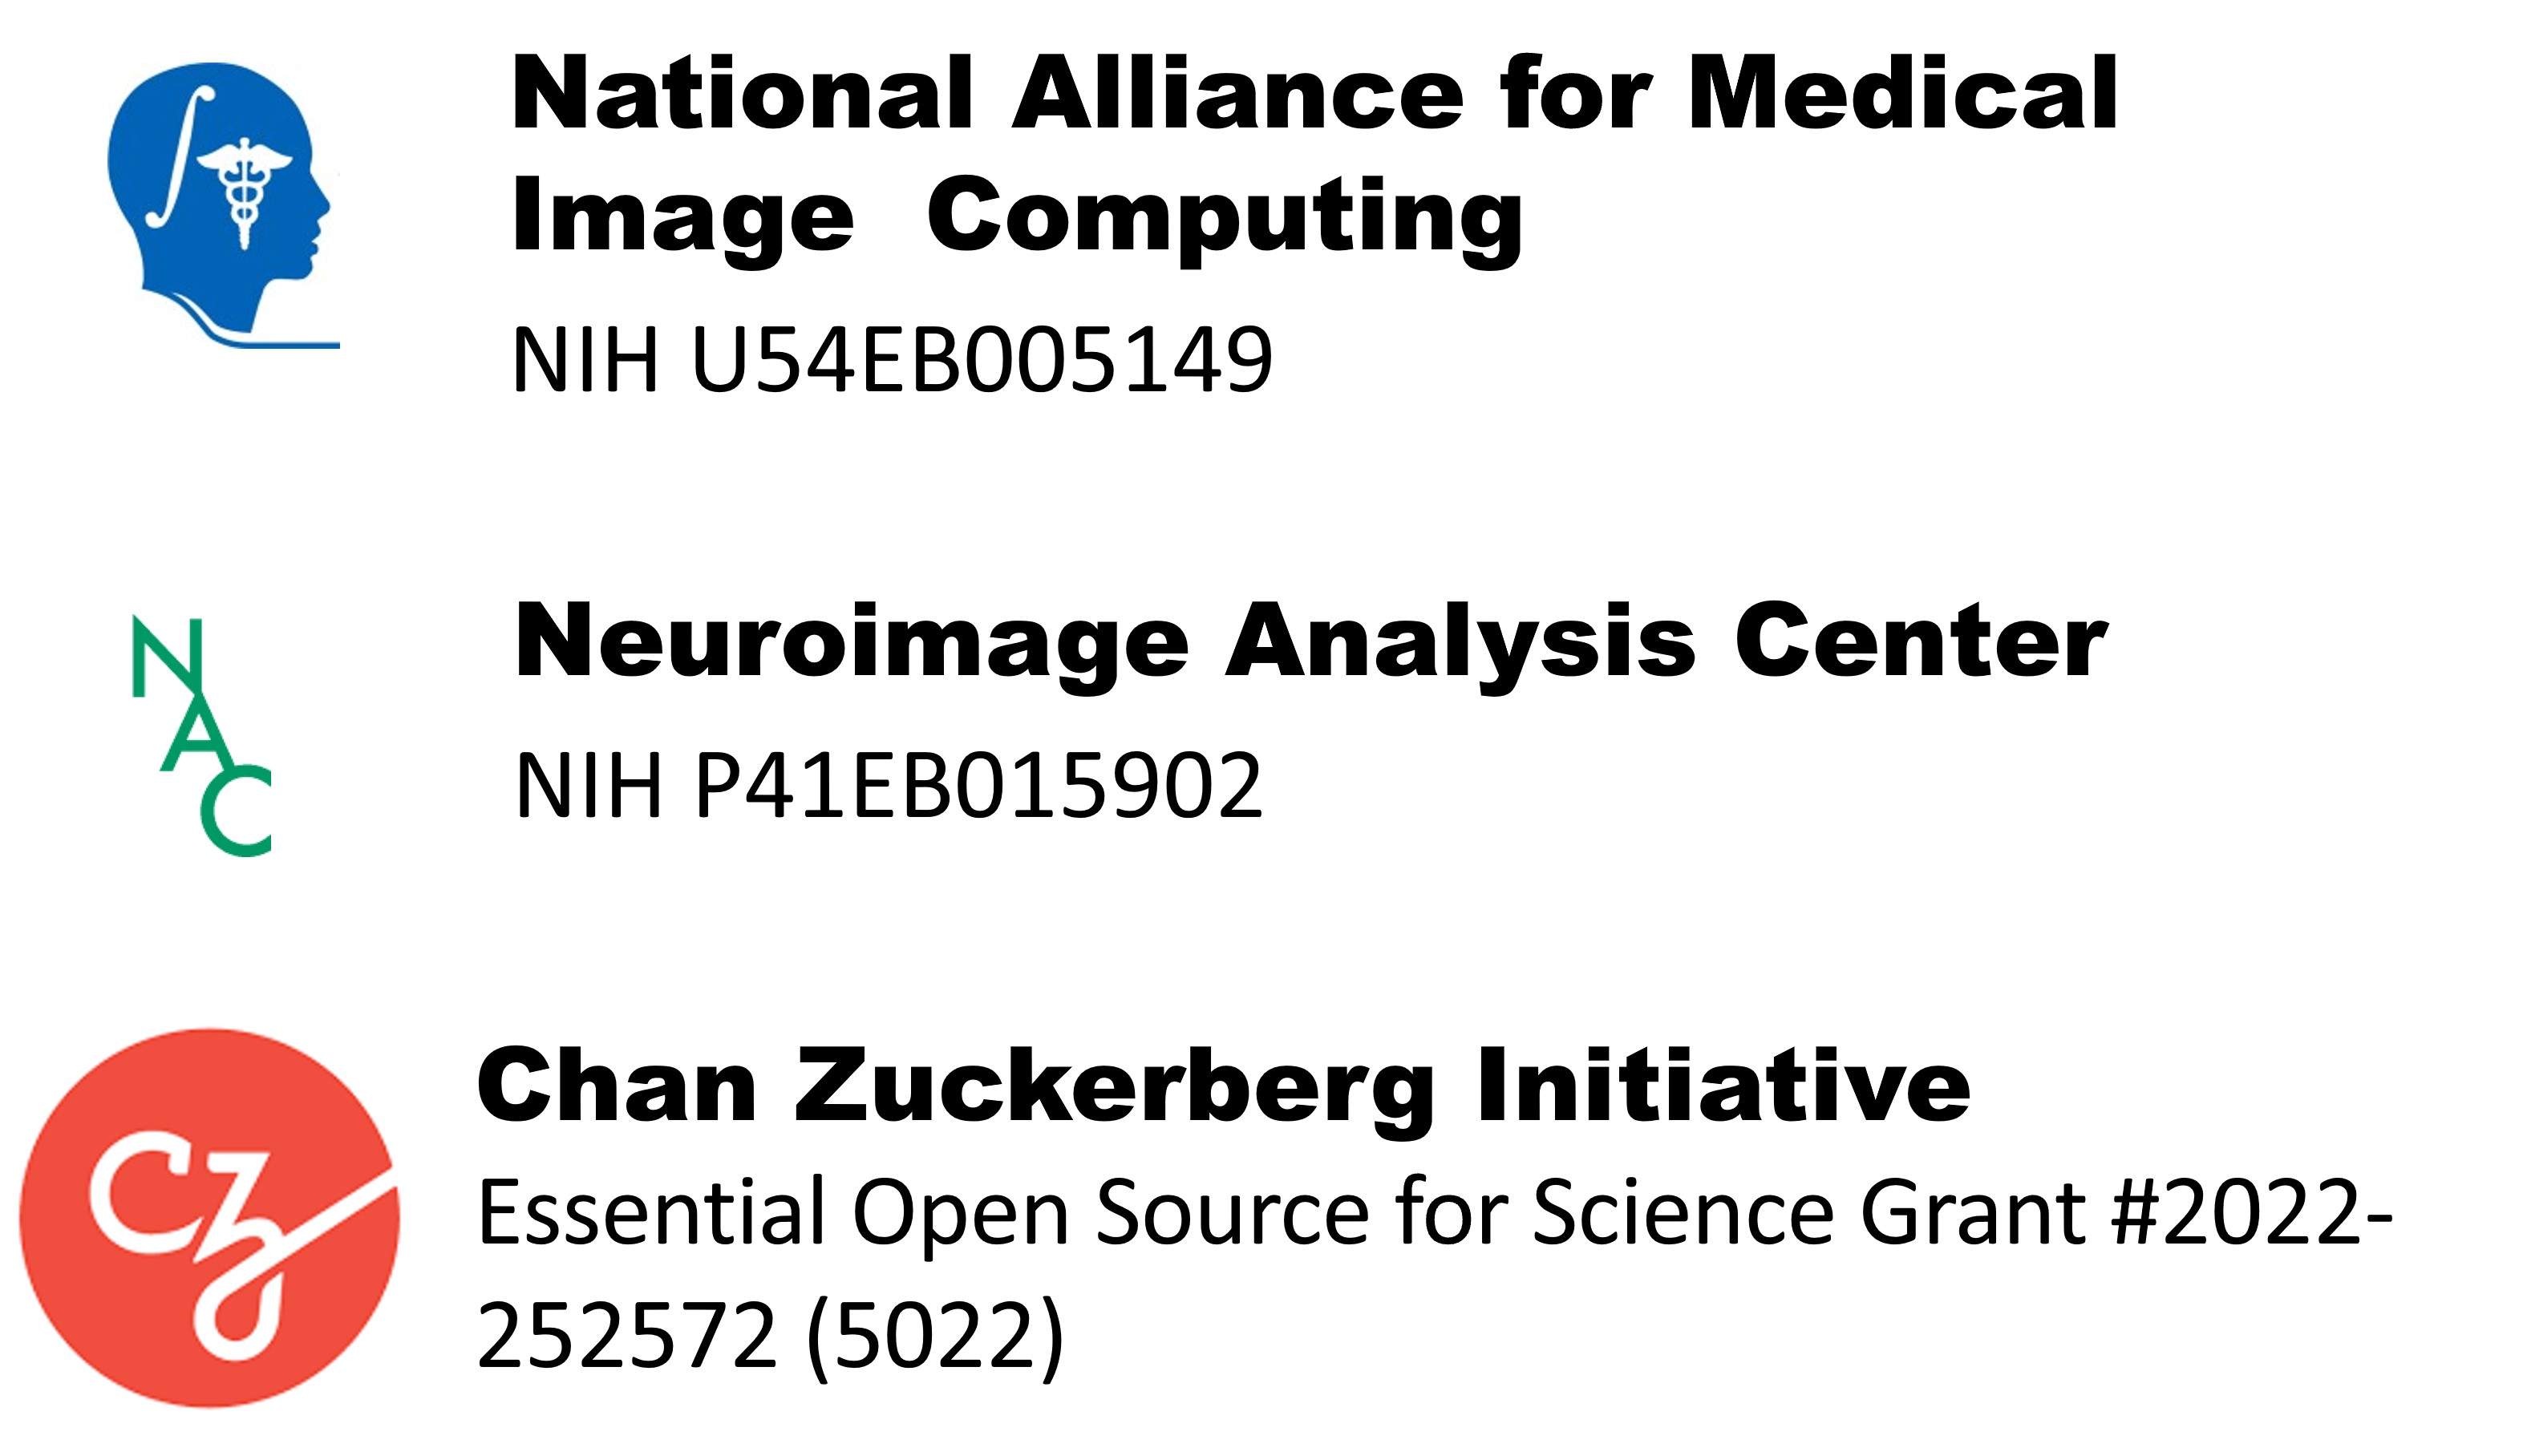 National Alliance for Medical
Image  Computing
NIH U54EB005149
N
A
C
Neuroimage Analysis Center
NIH P41EB015902
Chan Zuckerberg Initiative
CZ
Essential Open Source for Science Grant #2022-
252572 (5022)